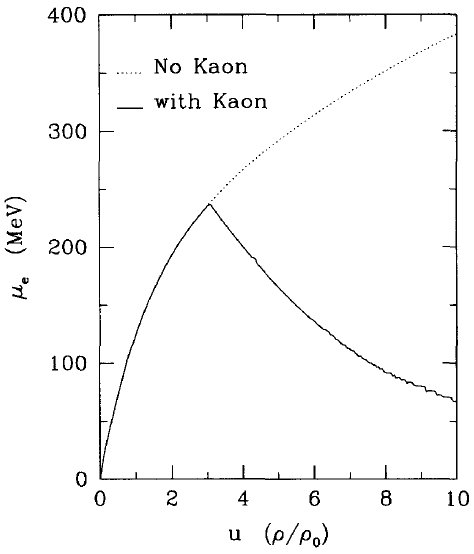 400
No Kaon
with Kaon
300
μₑ (MeV)
200
100
0
0 2 4 6 8 10
u (ρ/ρ₀)